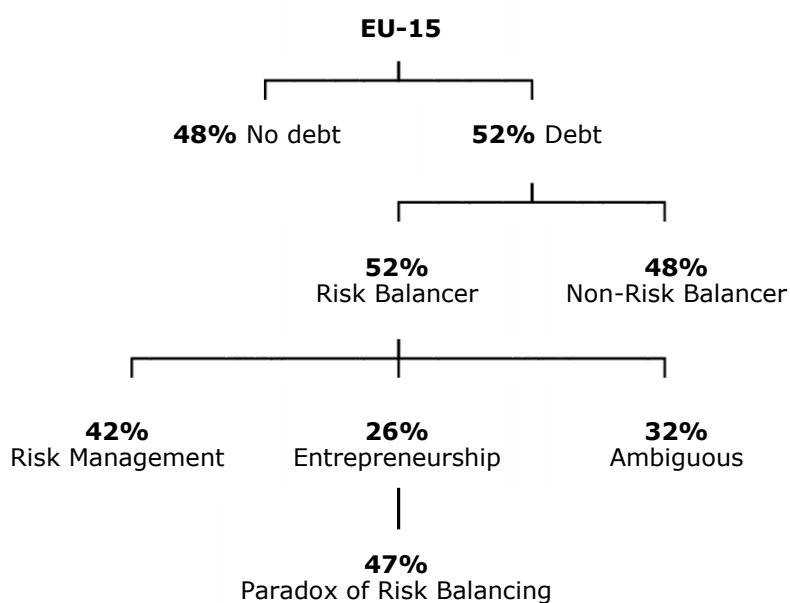 EU-15
48% No debt
52% Debt
52%
Risk Balancer
48%
Non-Risk Balancer
42%
Risk Management
26%
Entrepreneurship
32%
Ambiguous
47%
Paradox of Risk Balancing